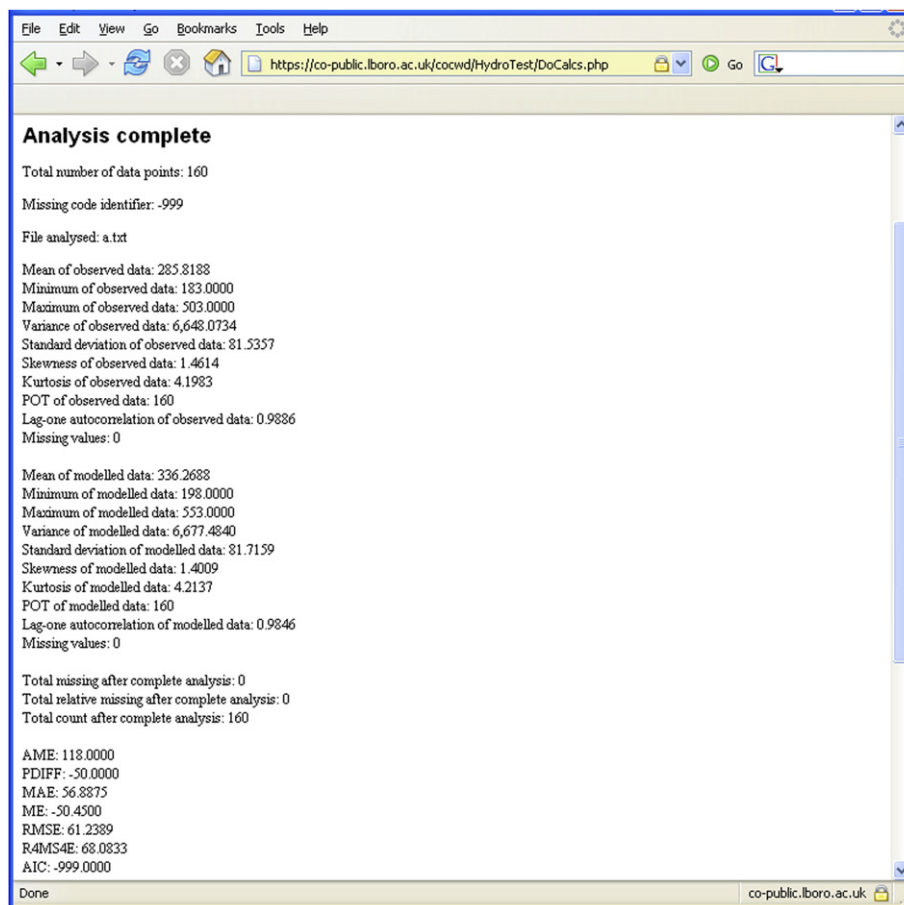 File Edit View Go Bookmarks Tools Help
https://co-public.lboro.ac.uk/cocwd/HydroTest/DoCalcs.php Go G
Analysis complete
Total number of data points: 160
Missing code identifier: -999
File analysed: a.txt
Mean of observed data: 285.8188
Minimum of observed data: 183.0000
Maximum of observed data: 503.0000
Variance of observed data: 6,648.0734
Standard deviation of observed data: 81.5357
Skewness of observed data: 1.4614
Kurtosis of observed data: 4.1983
POT of observed data: 160
Lag-one autocorrelation of observed data: 0.9886
Missing values: 0
Mean of modelled data: 336.2688
Minimum of modelled data: 198.0000
Maximum of modelled data: 553.0000
Variance of modelled data: 6,677.4840
Standard deviation of modelled data: 81.7159
Skewness of modelled data: 1.4009
Kurtosis of modelled data: 4.2137
POT of modelled data: 160
Lag-one autocorrelation of modelled data: 0.9846
Missing values: 0
Total missing after complete analysis: 0
Total relative missing after complete analysis: 0
Total count after complete analysis: 160
AME: 118.0000
PDIFF: -50.0000
MAE: 56.8875
ME: -50.4500
RMSE: 61.2389
R4MS4E: 68.0833
AIC: -999.0000
Done co-public.lboro.ac.uk